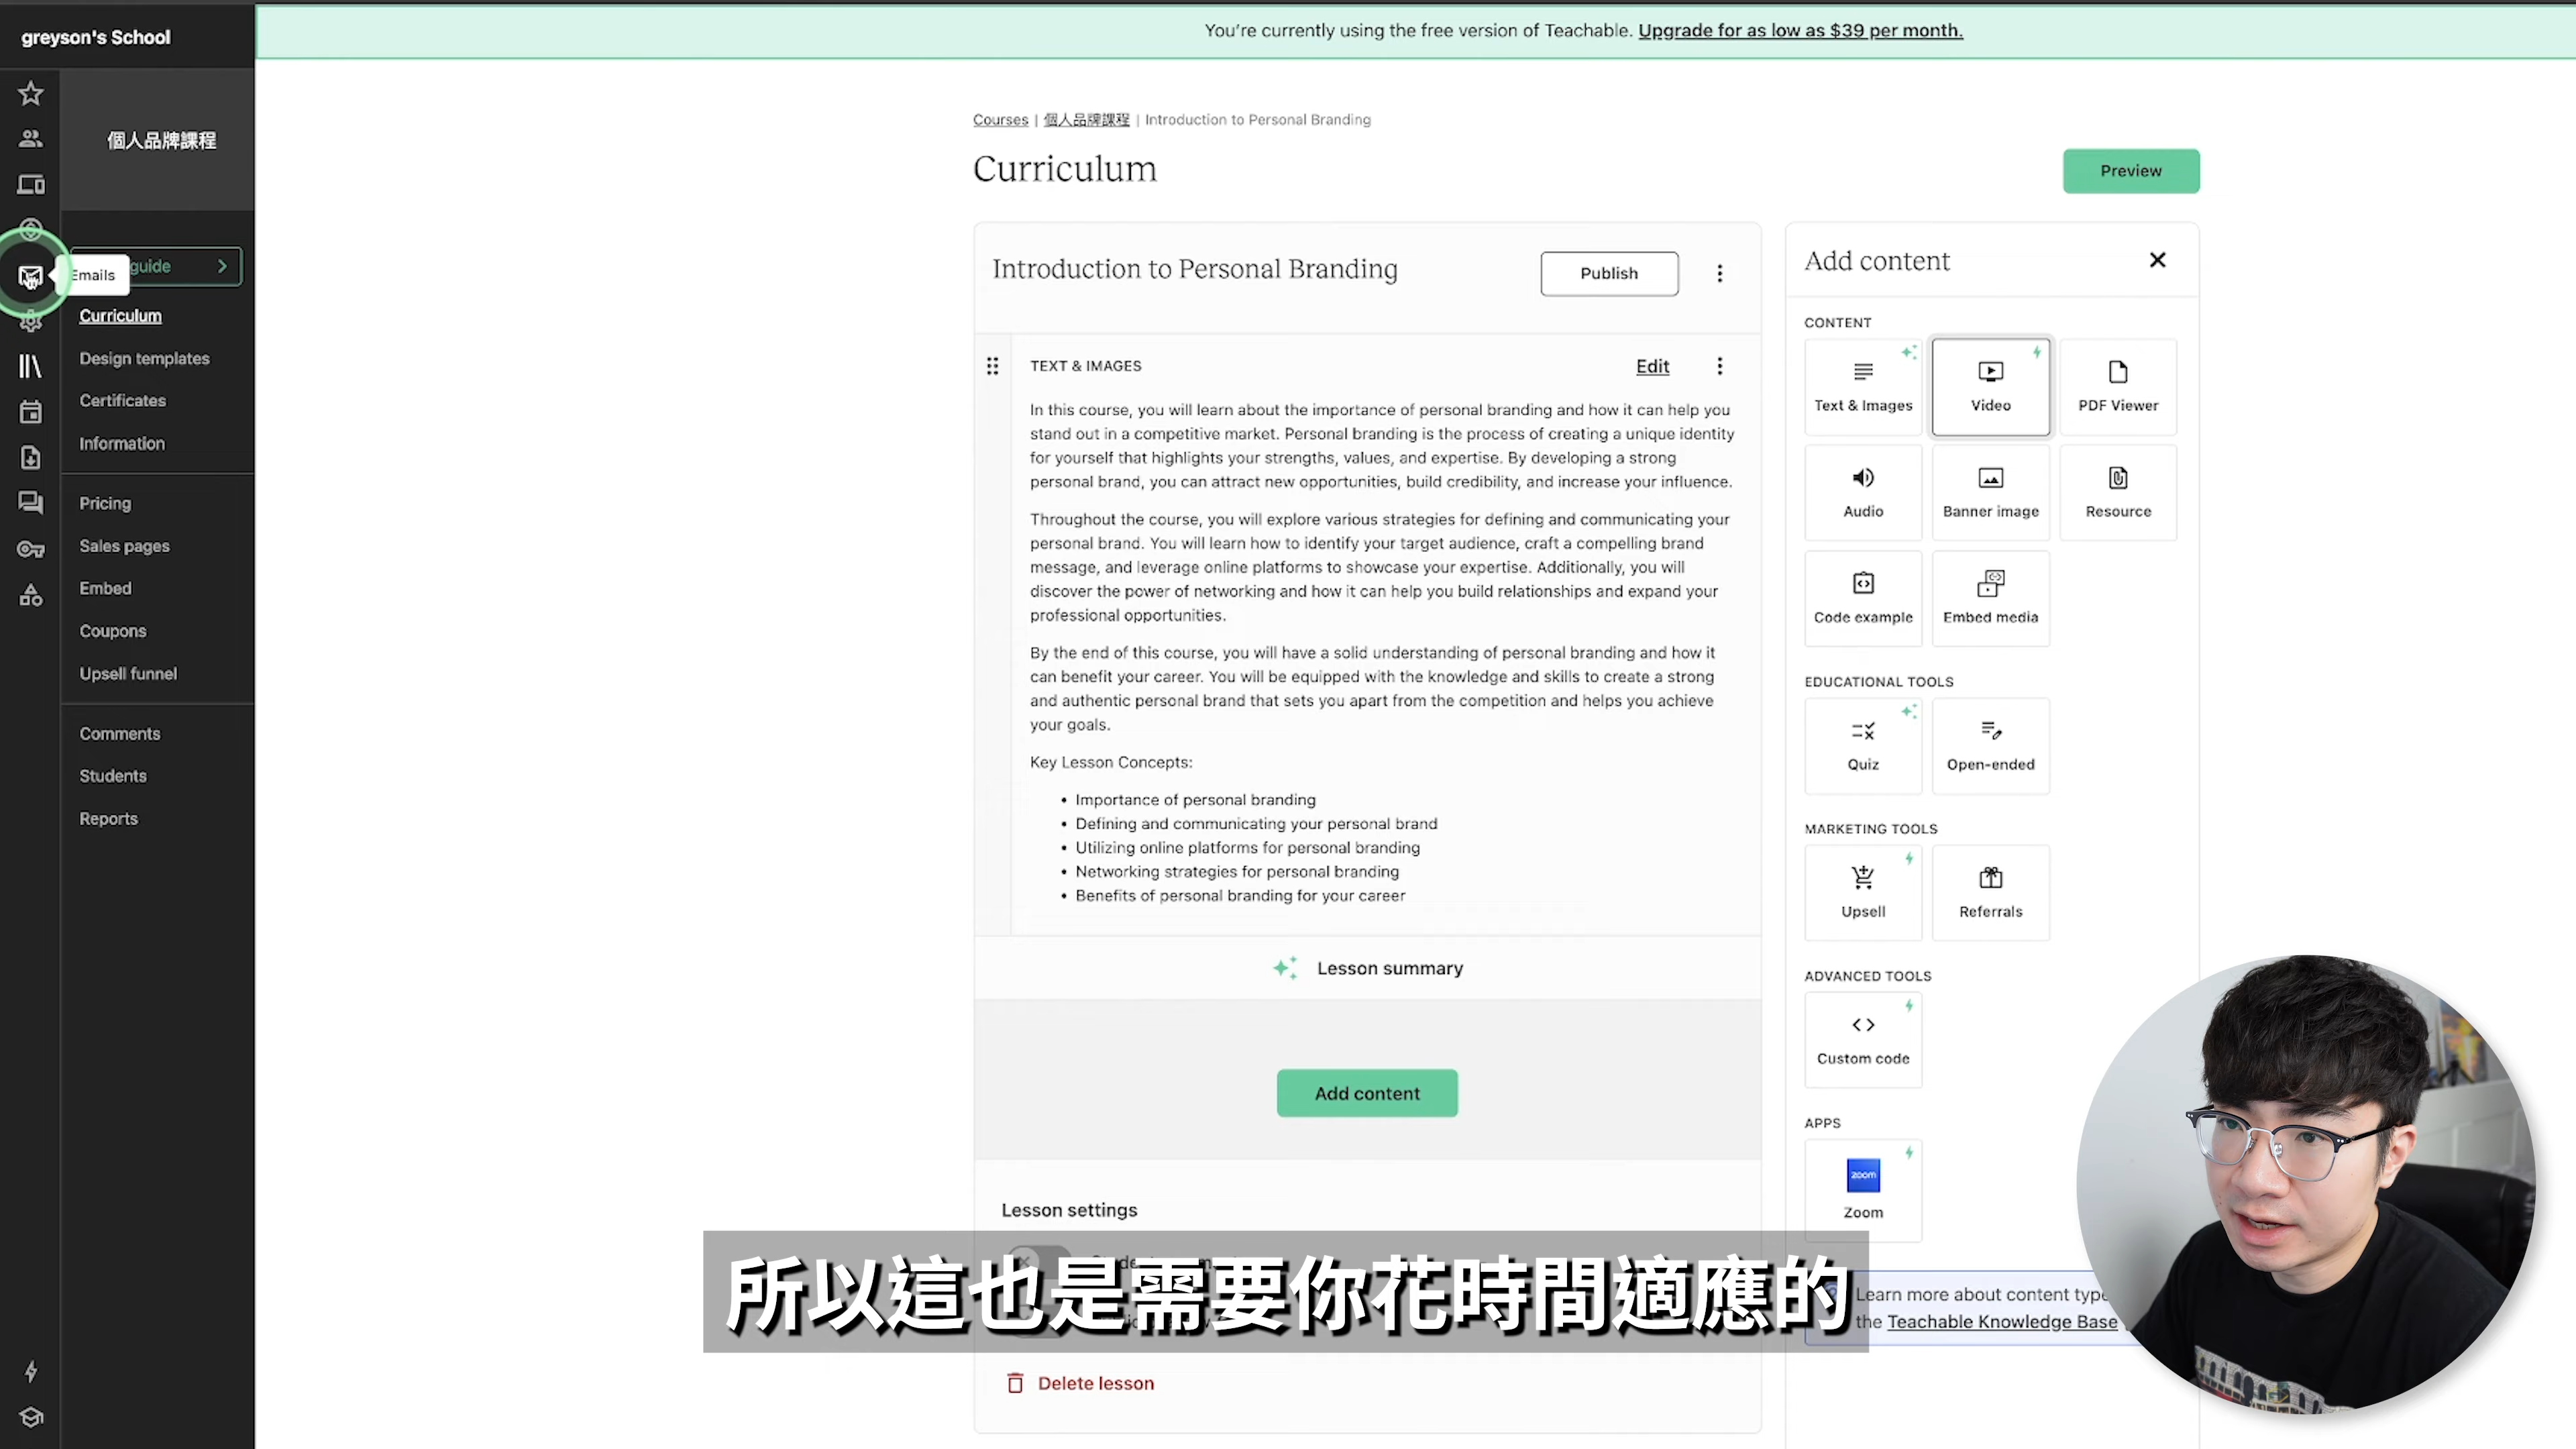 greyson's School
You're currently using the free version of Teachable. Upgrade for as low as $39 per month.
個人品牌課程
guide
Emails
Curriculum
Design templates
Certificates
Information
Pricing
Sales pages
Embed
Coupons
Upsell funnel
Comments
Students
Reports
Courses | 個人品牌課程 | Introduction to Personal Branding
Curriculum
Preview
Introduction to Personal Branding
Publish
TEXT & IMAGES
Edit
In this course, you will learn about the importance of personal branding and how it can help you
stand out in a competitive market. Personal branding is the process of creating a unique identity
for yourself that highlights your strengths, values, and expertise. By developing a strong
personal brand, you can attract new opportunities, build credibility, and increase your influence.
Throughout the course, you will explore various strategies for defining and communicating your
personal brand. You will learn how to identify your target audience, craft a compelling brand
message, and leverage online platforms to showcase your expertise. Additionally, you will
discover the power of networking and how it can help you build relationships and expand your
professional opportunities.
By the end of this course, you will have a solid understanding of personal branding and how it
can benefit your career. You will be equipped with the knowledge and skills to create a strong
and authentic personal brand that sets you apart from the competition and helps you achieve
your goals.
Key Lesson Concepts:
• Importance of personal branding
• Defining and communicating your personal brand
• Utilizing online platforms for personal branding
• Networking strategies for personal branding
• Benefits of personal branding for your career
Lesson summary
Add content
Lesson settings
Delete lesson
Add content
CONTENT
Text & Images
Video
PDF Viewer
Audio
Banner image
Resource
Code example
Embed media
EDUCATIONAL TOOLS
Quiz
Open-ended
MARKETING TOOLS
Upsell
Referrals
ADVANCED TOOLS
Custom code
APPS
zoom
Zoom
Learn more about content
the Teachable Knowledge Base
所以這也是需要你花時間適應的